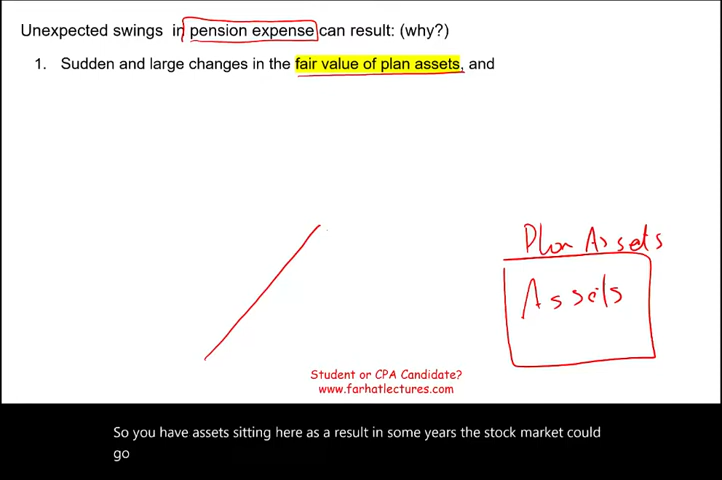 Unexpected swings in pension expense can result: (why?)
1. Sudden and large changes in the fair value of plan assets, and
Plan Assets
Assets
Student or CPA Candidate?
www.farhatlectures.com
So you have assets sitting here as a result in some years the stock market could
go